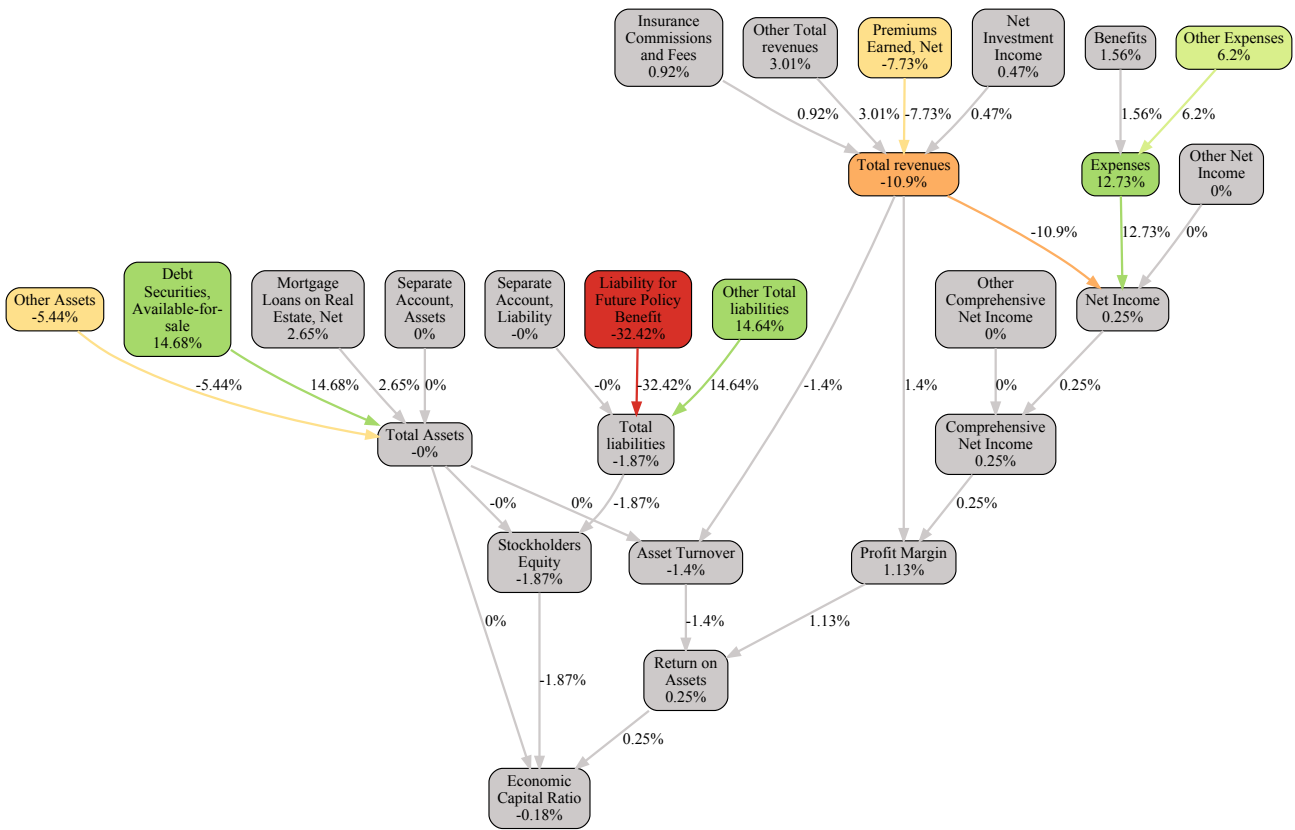 Insurance
Commissions
and Fees
0.92%
Other Total
revenues
3.01%
Premiums
Earned, Net
-7.73%
Net
Investment
Income
0.47%
Benefits
1.56%
Other Expenses
6.2%
0.92%
3.01%
-7.73%
0.47%
1.56%
6.2%
Total revenues
-10.9%
Expenses
12.73%
Other Net
Income
0%
-10.9%
12.73%
0%
Other Assets
-5.44%
Debt
Securities,
Available-for-
sale
14.68%
Mortgage
Loans on Real
Estate, Net
2.65%
Separate
Account,
Assets
0%
Separate
Account,
Liability
-0%
Liability for
Future Policy
Benefit
-32.42%
Other Total
liabilities
14.64%
Other
Comprehensive
Net Income
0%
Net Income
0.25%
-5.44%
14.68%
2.65%
0%
-0%
-32.42%
14.64%
-1.4%
1.4%
0%
0.25%
Total Assets
-0%
Total
liabilities
-1.87%
Comprehensive
Net Income
0.25%
-0%
0%
-1.87%
0.25%
Stockholders
Equity
-1.87%
Asset Turnover
-1.4%
Profit Margin
1.13%
0%
-1.4%
1.13%
-1.87%
Return on
Assets
0.25%
0.25%
Economic
Capital Ratio
-0.18%